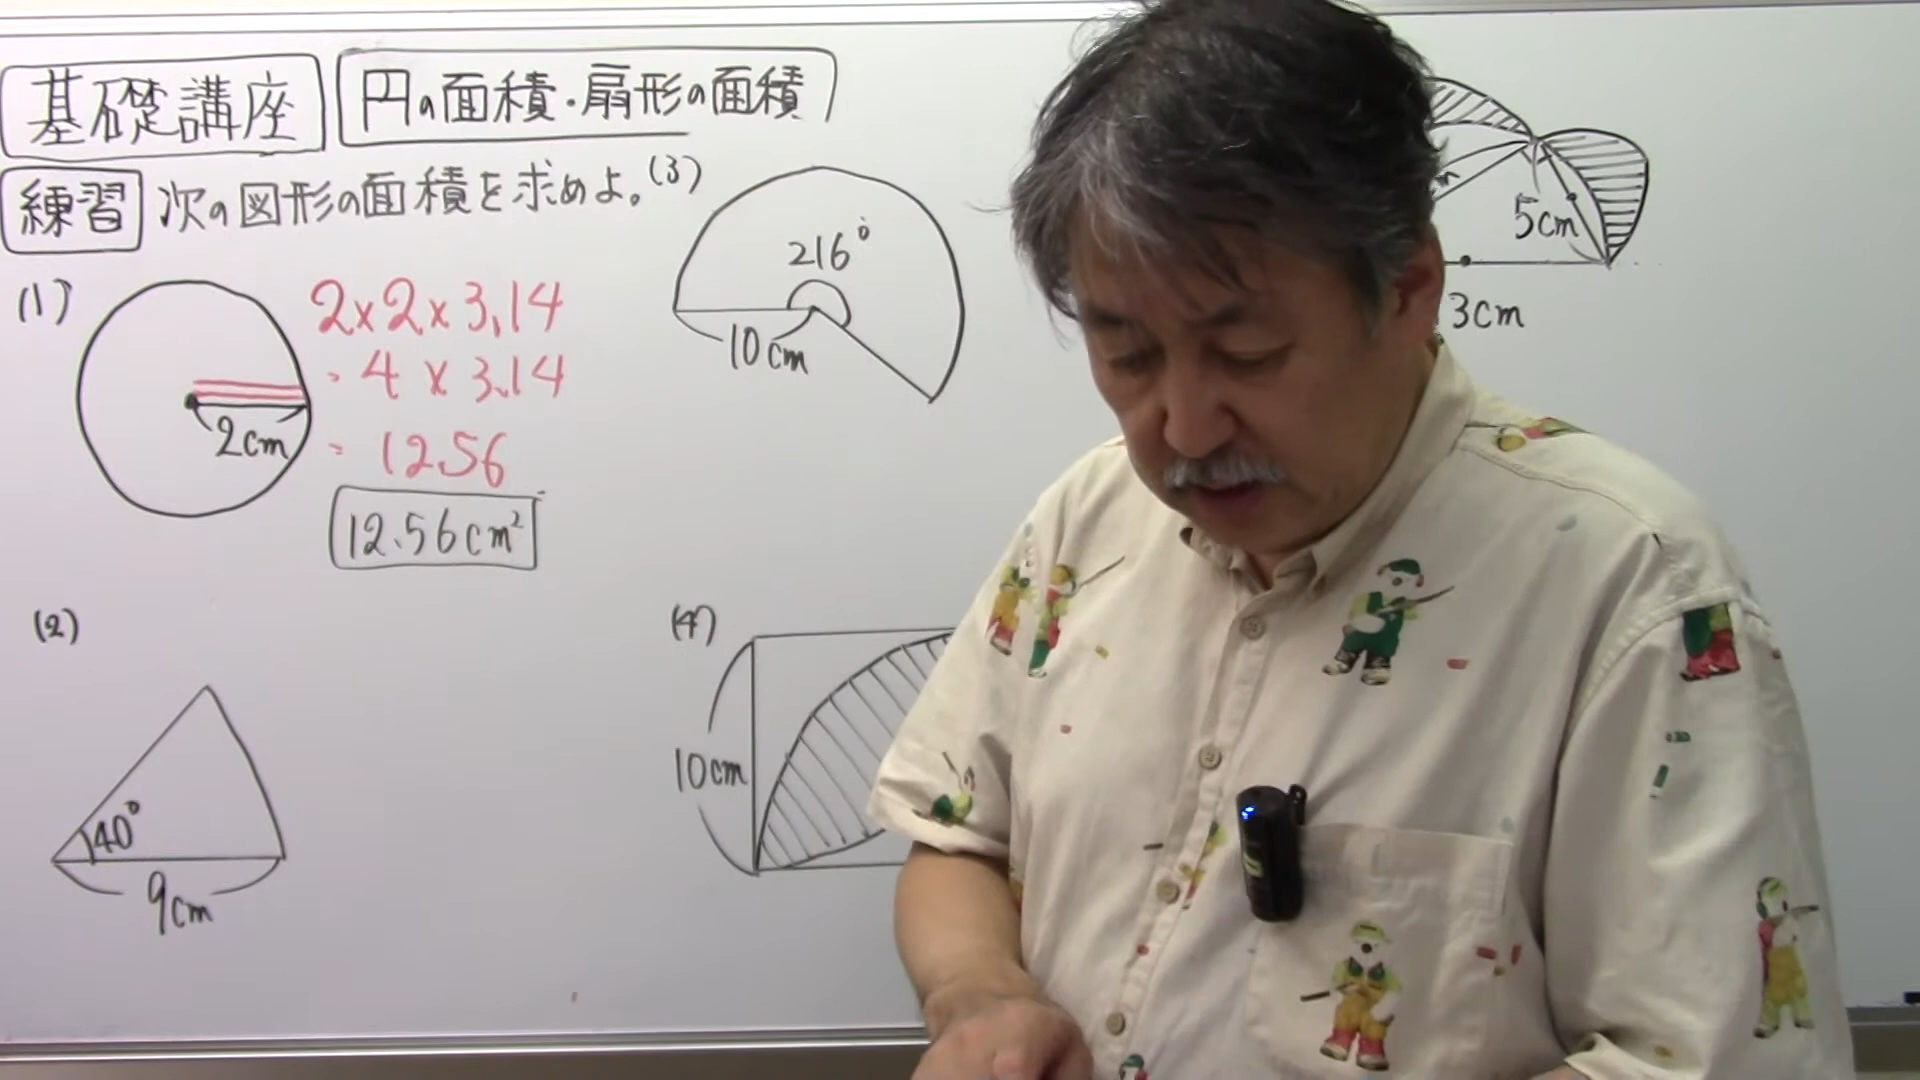 基礎講座
円の面積・扇形の面積
練習 次の図形の面積を求めよ。
(1)
2cm
2×2×3.14
= 4 × 3.14
= 12.56
12.56cm²
(2)
40°
9cm
(3)
216°
10cm
(4)
10cm
5cm
3cm